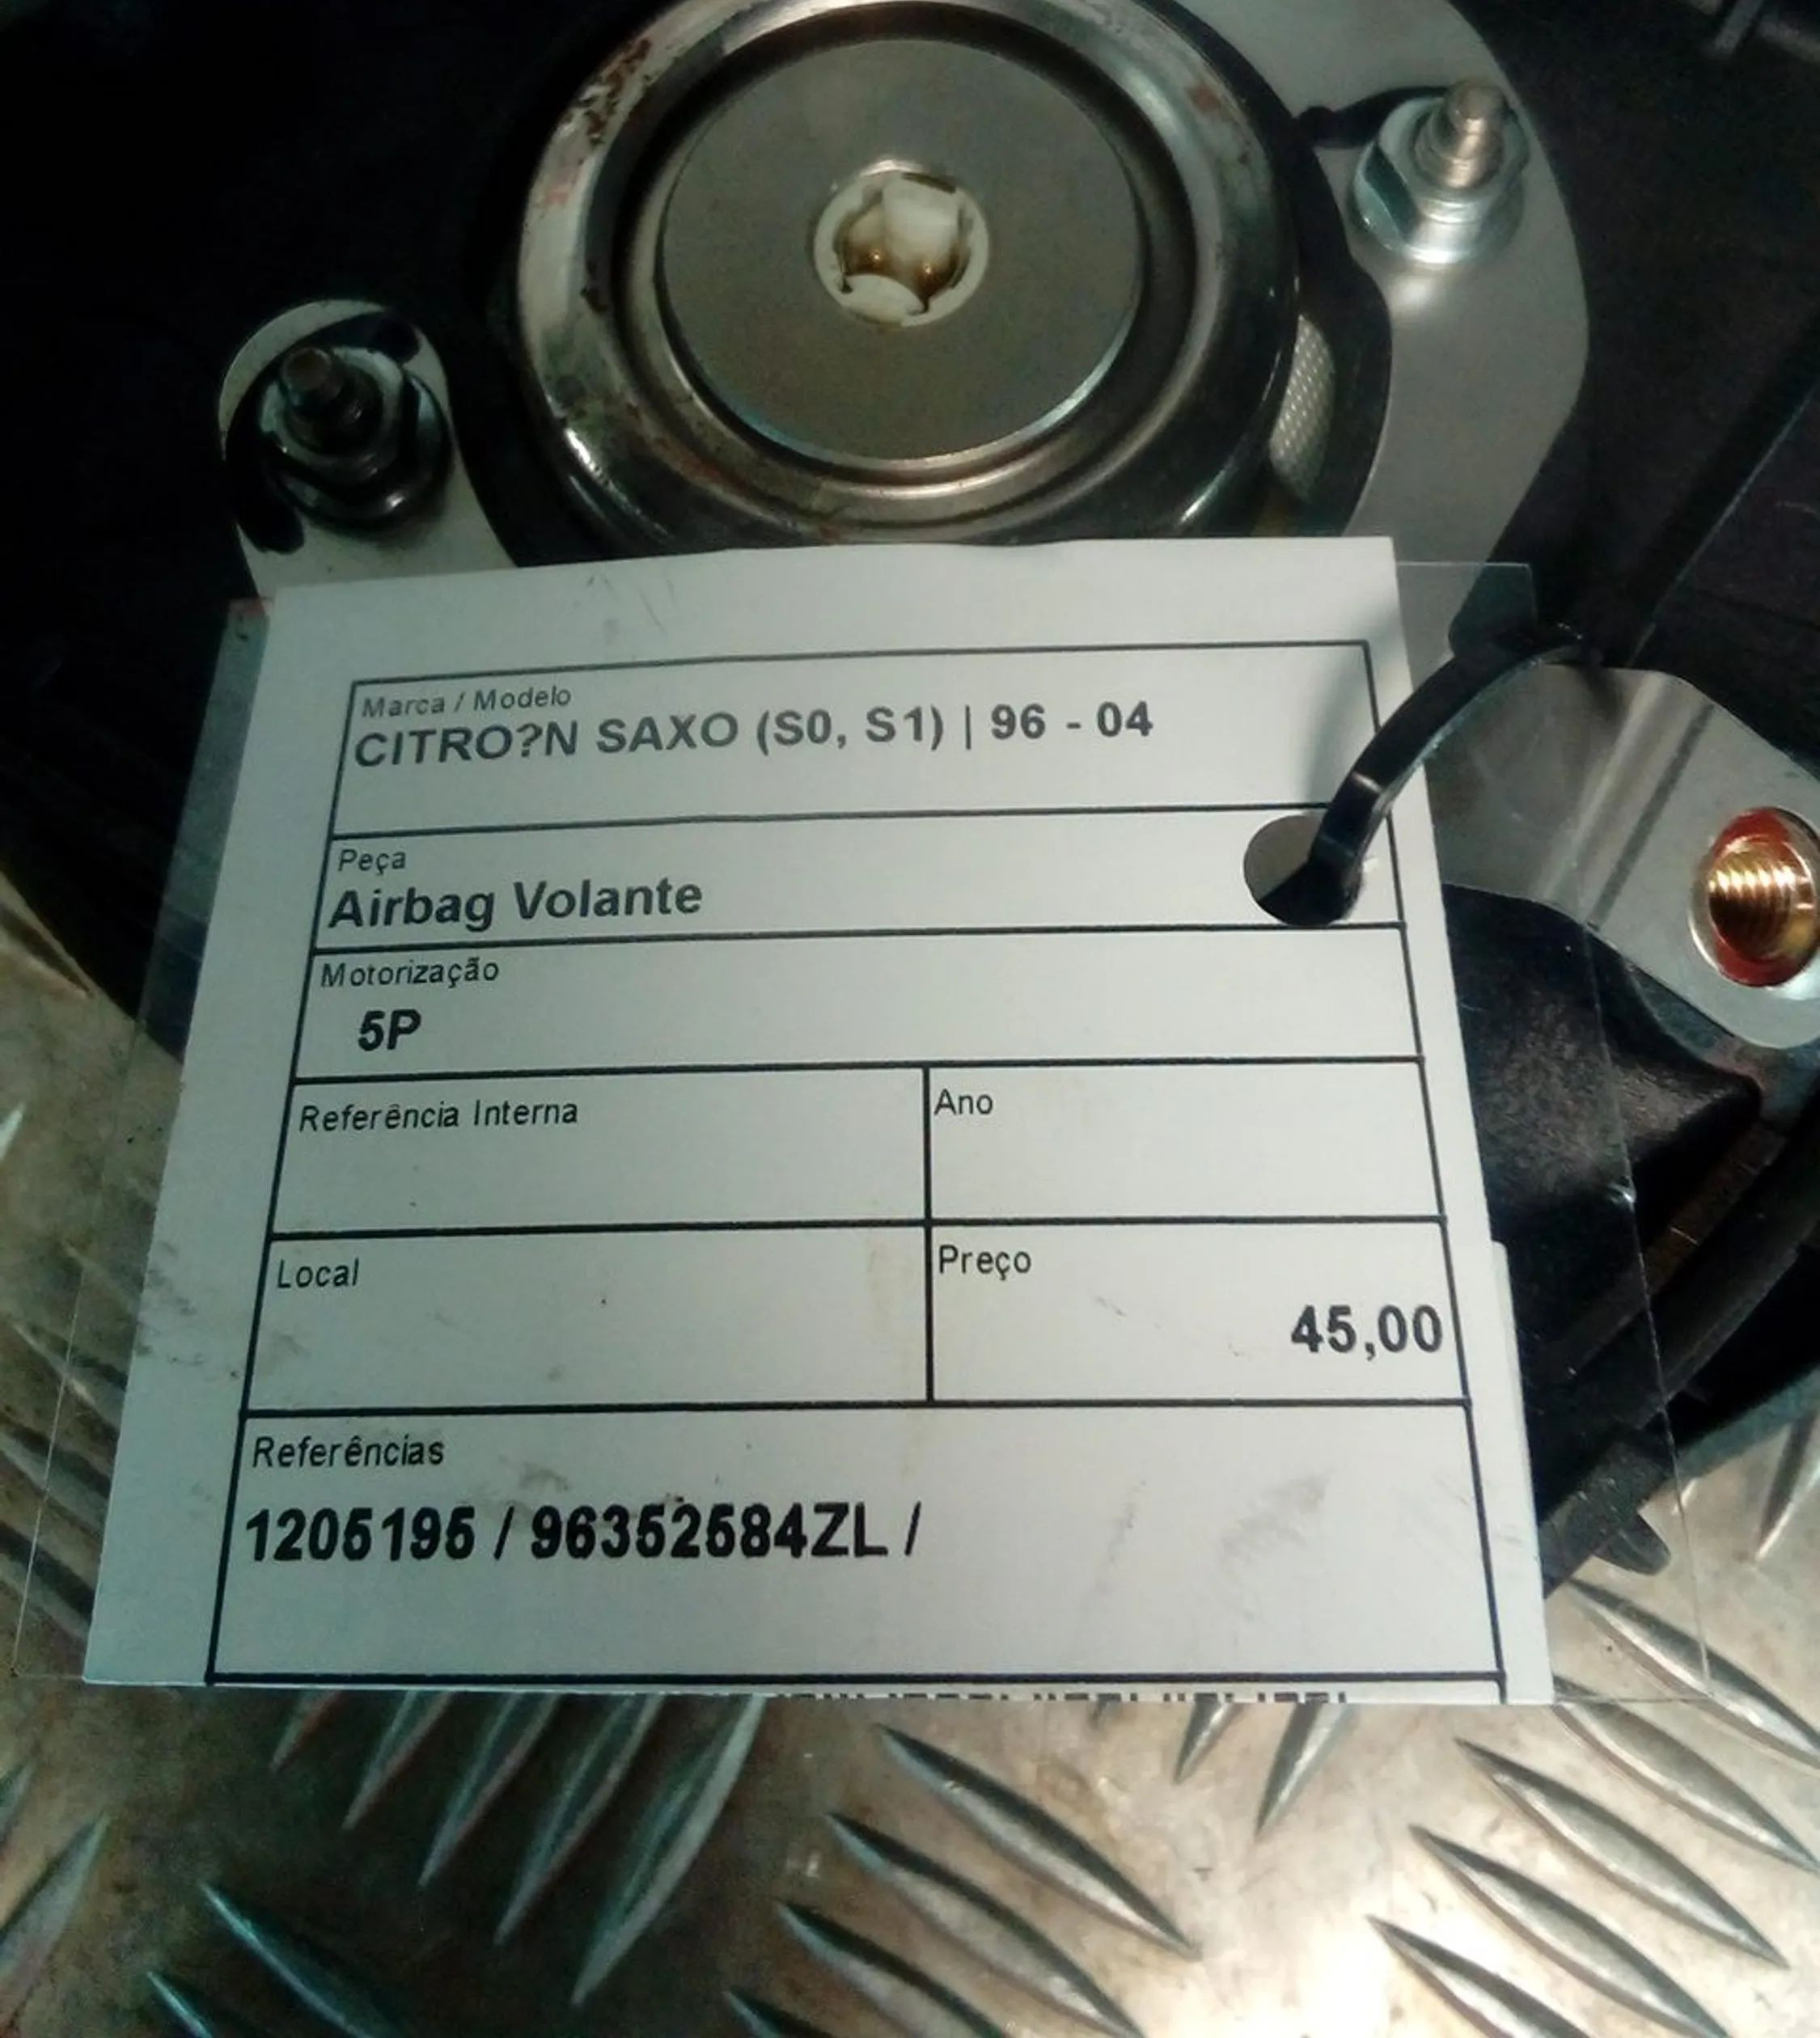 Marca / Modelo
CITRO?N SAXO (S0, S1) | 96 - 04
Peça
Airbag Volante
Motorização
5P
Referência Interna
Ano
Local
Preço
45,00
Referências
1205195 / 96352584ZL /